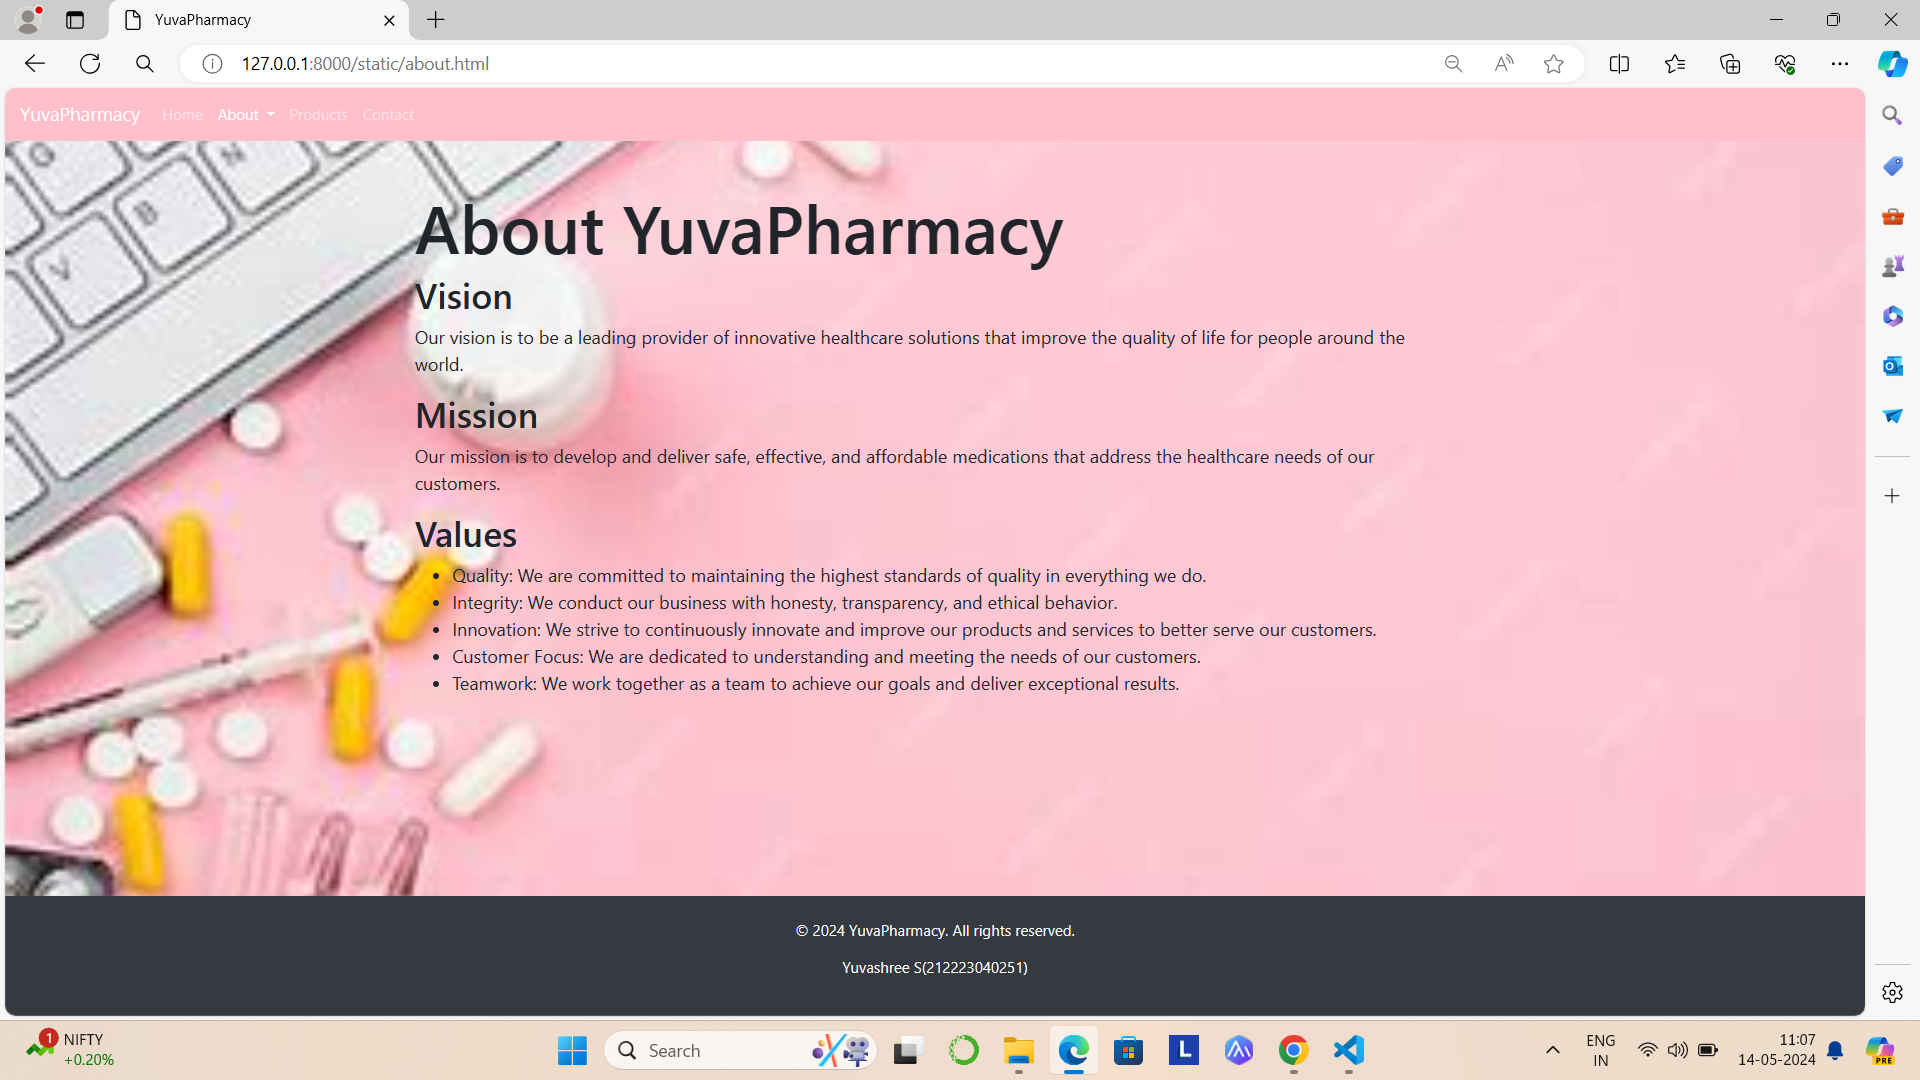 YuvaPharmacy
127.0.0.1:8000/static/about.html
YuvaPharmacy Home About Products Contact
About YuvaPharmacy
Vision
Our vision is to be a leading provider of innovative healthcare solutions that improve the quality of life for people around the
world.
Mission
Our mission is to develop and deliver safe, effective, and affordable medications that address the healthcare needs of our
customers.
Values
• Quality: We are committed to maintaining the highest standards of quality in everything we do.
• Integrity: We conduct our business with honesty, transparency, and ethical behavior.
• Innovation: We strive to continuously innovate and improve our products and services to better serve our customers.
• Customer Focus: We are dedicated to understanding and meeting the needs of our customers.
• Teamwork: We work together as a team to achieve our goals and deliver exceptional results.
© 2024 YuvaPharmacy. All rights reserved.
Yuvashree S(212223040251)
1 NIFTY
+0.20%
Search
L
ENG
IN
11:07
14-05-2024
PRE